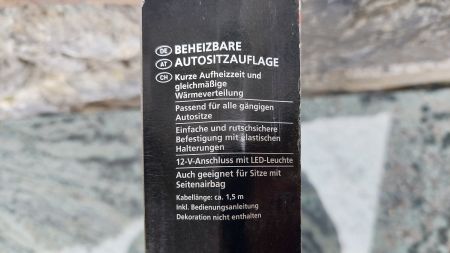 DE BEHEIZBARE
AT AUTOSITZAUFLAGE
CH Kurze Aufheizzeit und
gleichmäßige
Wärmeverteilung
Passend für alle gängigen
Autositze
Einfache und rutschsichere
Befestigung mit elastischen
Halterungen
12-V-Anschluss mit LED-Leuchte
Auch geeignet für Sitze mit
Seitenairbag
Kabellänge: ca. 1,5 m
Inkl. Bedienungsanleitung
Dekoration nicht enthalten